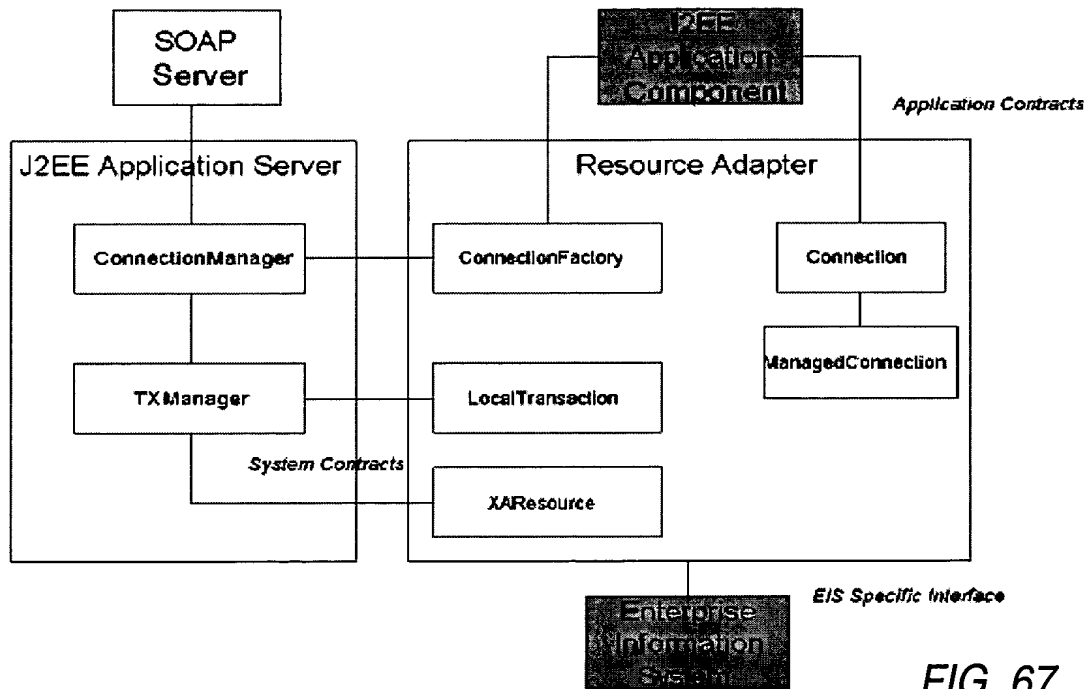 SOAP
Server
J2EE
Application
Component
Application Contracts
J2EE Application Server
Resource Adapter
ConnectionManager
ConnectionFactory
Connection
ManagedConnection
TXManager
LocalTransaction
System Contracts
XAResource
EIS Specific Interface
Enterprise
Information
System
FIG. 67